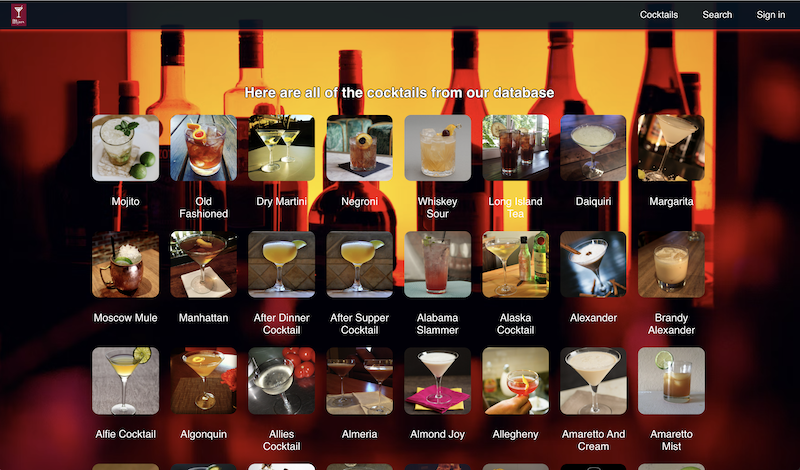 Cocktails Search Sign in
Here are all of the cocktails from our database
Mojito
Old
Fashioned
Dry Martini
Negroni
Whiskey
Sour
Long Island
Tea
Daiquiri
Margarita
Moscow Mule
Manhattan
After Dinner
Cocktail
After Supper
Cocktail
Alabama
Slammer
Alaska
Cocktail
Alexander
Brandy
Alexander
Alfie Cocktail
Algonquin
Allies
Cocktail
Almeria
Almond Joy
Allegheny
Amaretto And
Cream
Amaretto
Mist